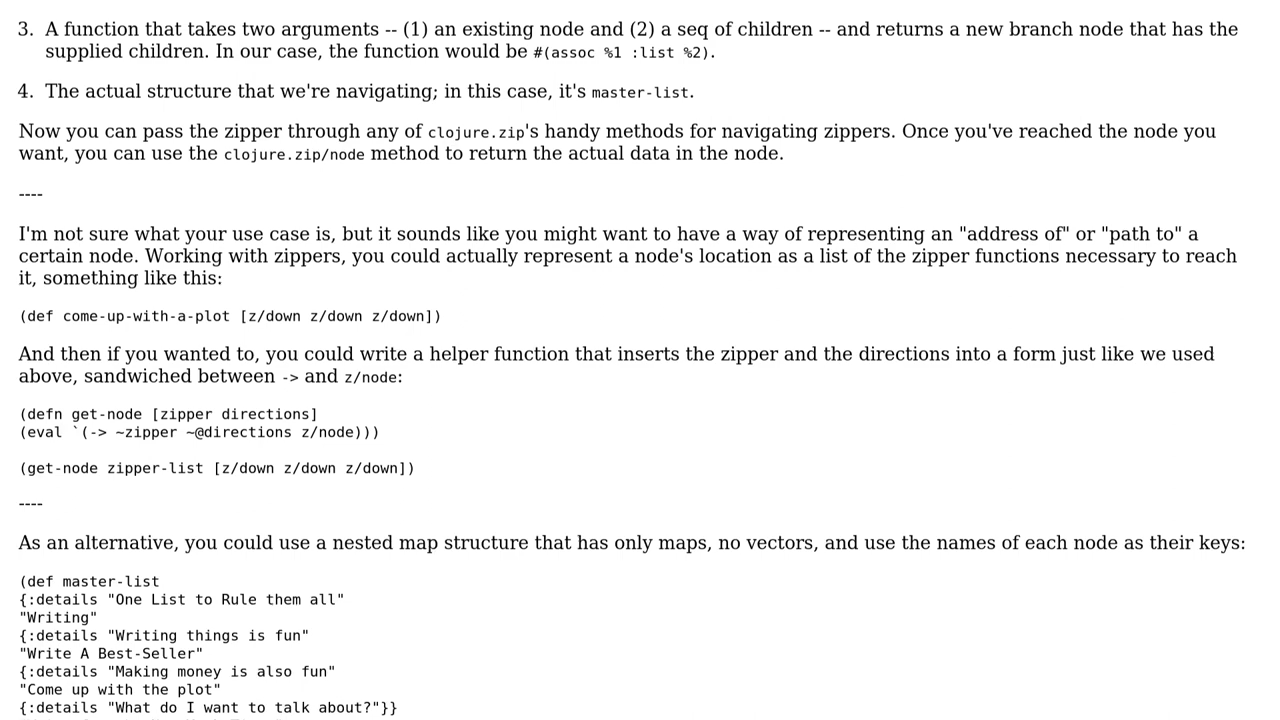 3. A function that takes two arguments -- (1) an existing node and (2) a seq of children -- and returns a new branch node that has the
supplied children. In our case, the function would be #(assoc %1 :list %2).
4. The actual structure that we're navigating; in this case, it's master-list.
Now you can pass the zipper through any of clojure.zip's handy methods for navigating zippers. Once you've reached the node you
want, you can use the clojure.zip/node method to return the actual data in the node.
----
I'm not sure what your use case is, but it sounds like you might want to have a way of representing an "address of" or "path to" a
certain node. Working with zippers, you could actually represent a node's location as a list of the zipper functions necessary to reach
it, something like this:
(def come-up-with-a-plot [z/down z/down z/down])
And then if you wanted to, you could write a helper function that inserts the zipper and the directions into a form just like we used
above, sandwiched between -> and z/node:
(defn get-node [zipper directions]
(eval `(-> ~zipper ~@directions z/node)))
(get-node zipper-list [z/down z/down z/down])
----
As an alternative, you could use a nested map structure that has only maps, no vectors, and use the names of each node as their keys:
(def master-list
{:details "One List to Rule them all"
"Writing"
{:details "Writing things is fun"
"Write A Best-Seller"
{:details "Making money is also fun"
"Come up with the plot"
{:details "What do I want to talk about?"}}